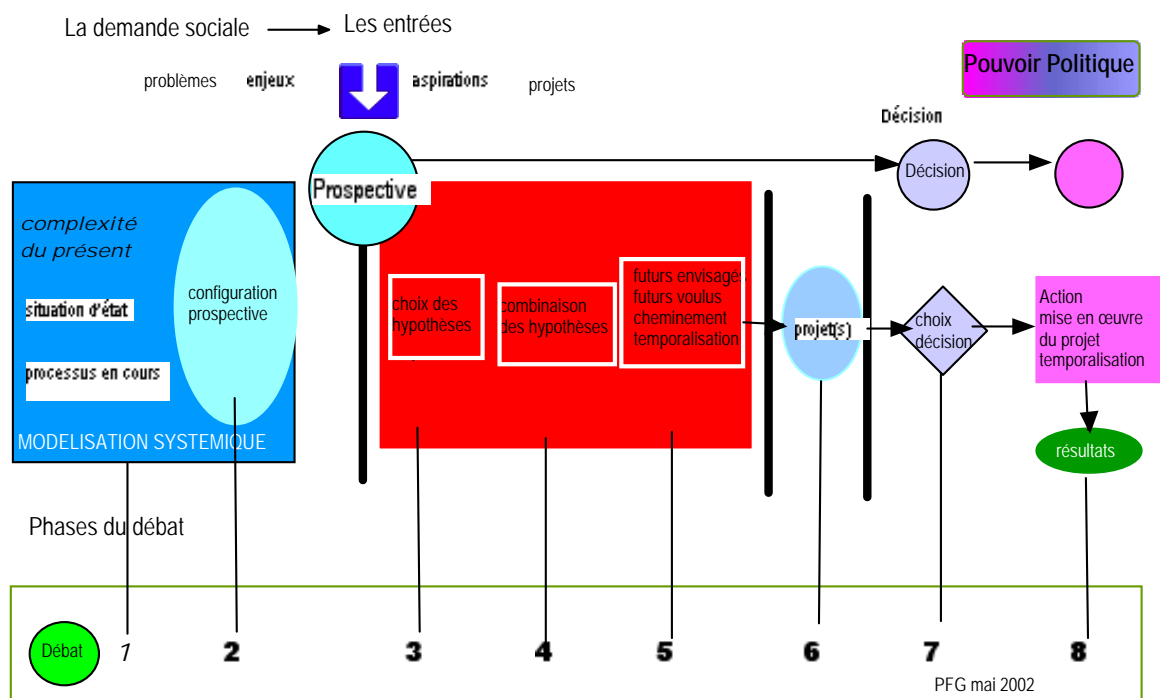 La demande sociale
Les entrées
problèmes
enjeux
aspirations
projets
Pouvoir Politique
Décision
Décision
Prospective
complexité
du présent
situation d'état
processus en cours
configuration
prospective
MODELISATION SYSTEMIQUE
choix des
hypothèses
combinaison
des hypothèses
futurs envisagés
futurs voulus
cheminement
temporalisation
projet(s)
choix
décision
Action
mise en œuvre
du projet
temporalisation
résultats
Phases du débat
Débat
1
2
3
4
5
6
7
8
PFG mai 2002